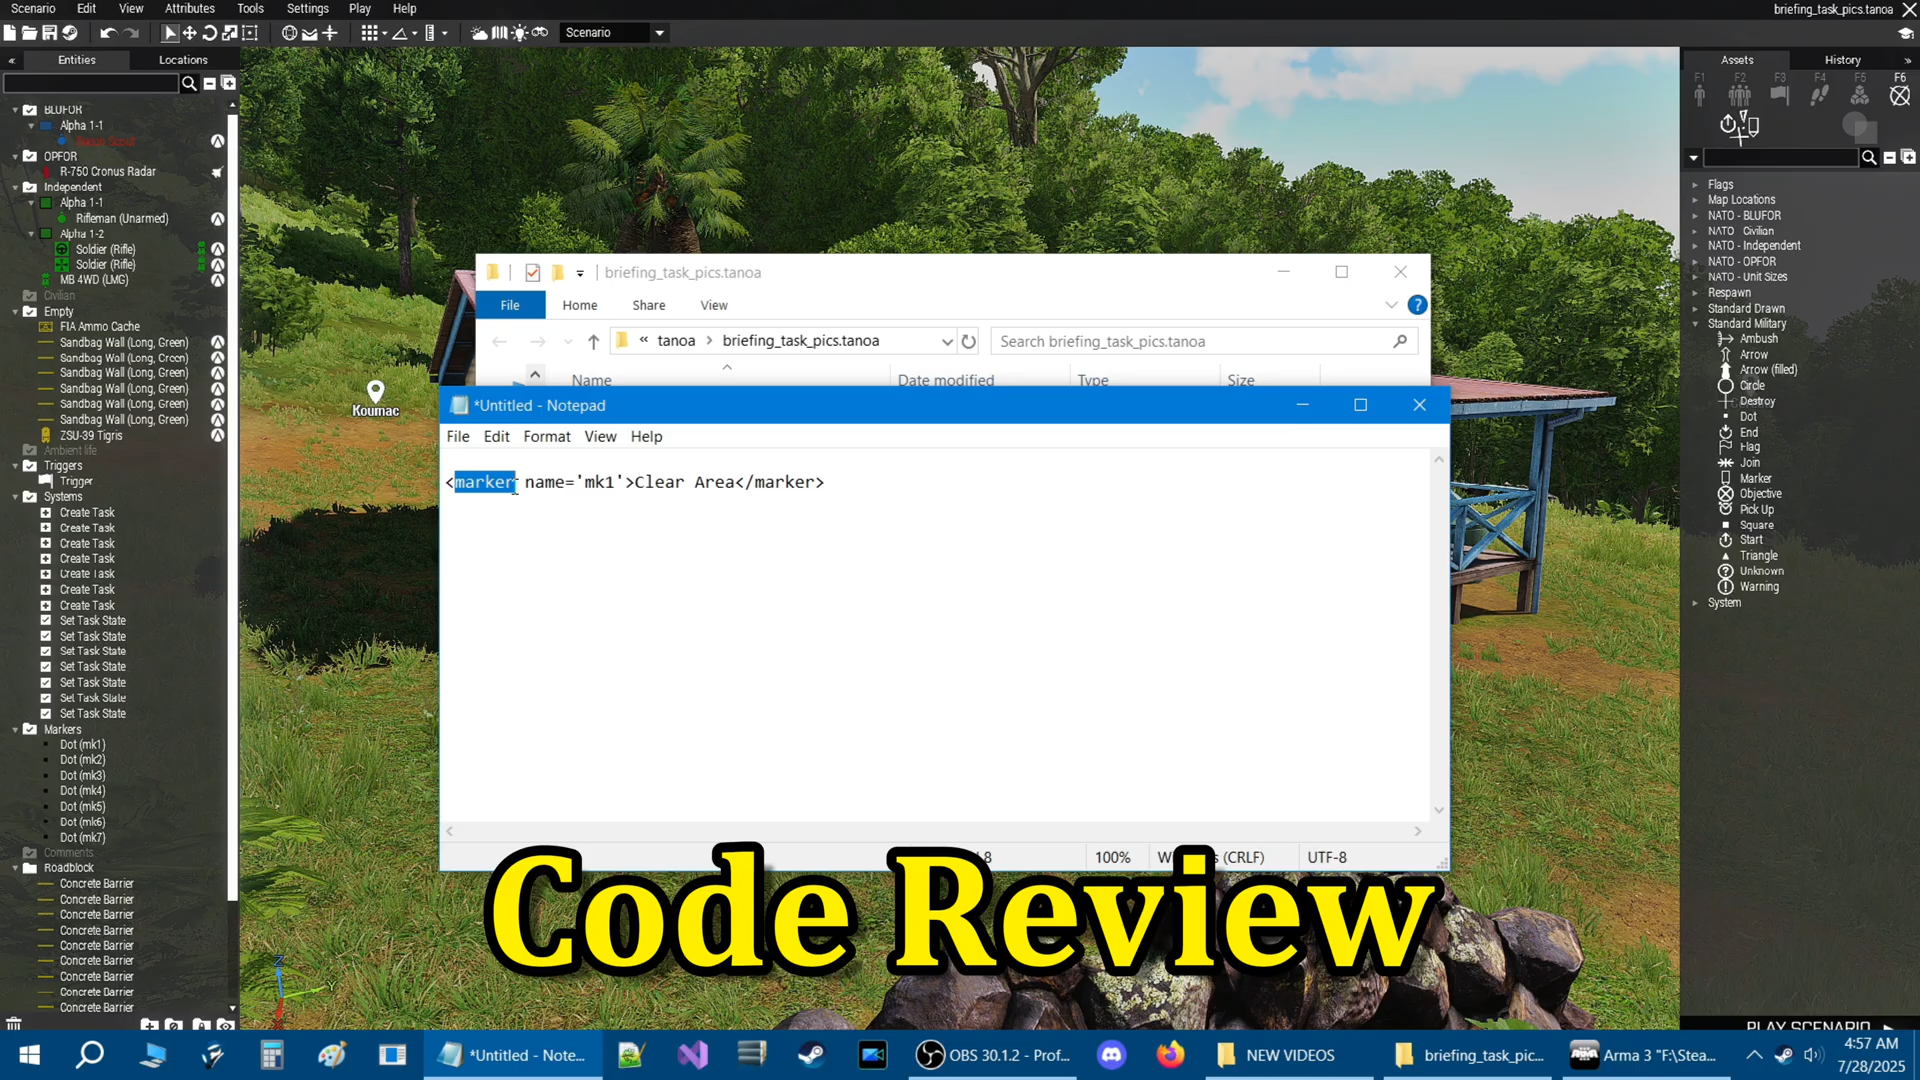 Scenario Edit View Attributes Tools Settings Play Help
briefing_task_pics.tanoa
Scenario
Entities Locations
BLUFOR
Alpha 1-1
OPFOR
R-750 Cronus Radar
Independent
Alpha 1-1
Rifleman (Unarmed)
Alpha 1-2
Soldier (Rifle)
Soldier (Rifle)
MB 4WD (LMG)
Civilian
Empty
FIA Ammo Cache
Sandbag Wall (Long, Green)
Sandbag Wall (Long, Green)
Sandbag Wall (Long, Green)
Sandbag Wall (Long, Green)
Sandbag Wall (Long, Green)
Sandbag Wall (Long, Green)
ZSU-39 Tigris
Ambient life
Triggers
Trigger
Systems
Create Task
Create Task
Create Task
Create Task
Create Task
Create Task
Create Task
Set Task State
Set Task State
Set Task State
Set Task State
Set Task State
Set Task State
Set Task State
Markers
Dot (mk1)
Dot (mk2)
Dot (mk3)
Dot (mk4)
Dot (mk5)
Dot (mk6)
Dot (mk7)
Comments
Roadblock
Concrete Barrier
Concrete Barrier
Concrete Barrier
Concrete Barrier
Concrete Barrier
Concrete Barrier
Concrete Barrier
Concrete Barrier
Concrete Barrier
Koumac
briefing_task_pics.tanoa
File Home Share View
« tanoa > briefing_task_pics.tanoa
Search briefing_task_pics.tanoa
Name Date modified Type Size
*Untitled - Notepad
File Edit Format View Help
<marker name='mk1'>Clear Area</marker>
100% (CRLF) UTF-8
Code Review
Assets History
F1 F2 F3 F4 F5 F6
Flags
Map Locations
NATO - BLUFOR
NATO - Civilian
NATO - Independent
NATO - OPFOR
NATO - Unit Sizes
Respawn
Standard Drawn
Standard Military
Ambush
Arrow
Arrow (filled)
Circle
Destroy
Dot
End
Flag
Join
Marker
Objective
Pick Up
Square
Start
Triangle
Unknown
Warning
System
PLAY SCENARIO
*Untitled - Note...
OBS 30.1.2 - Prof...
NEW VIDEOS
briefing_task_pic...
Arma 3 "F:\Stea...
4:57 AM
7/28/2025